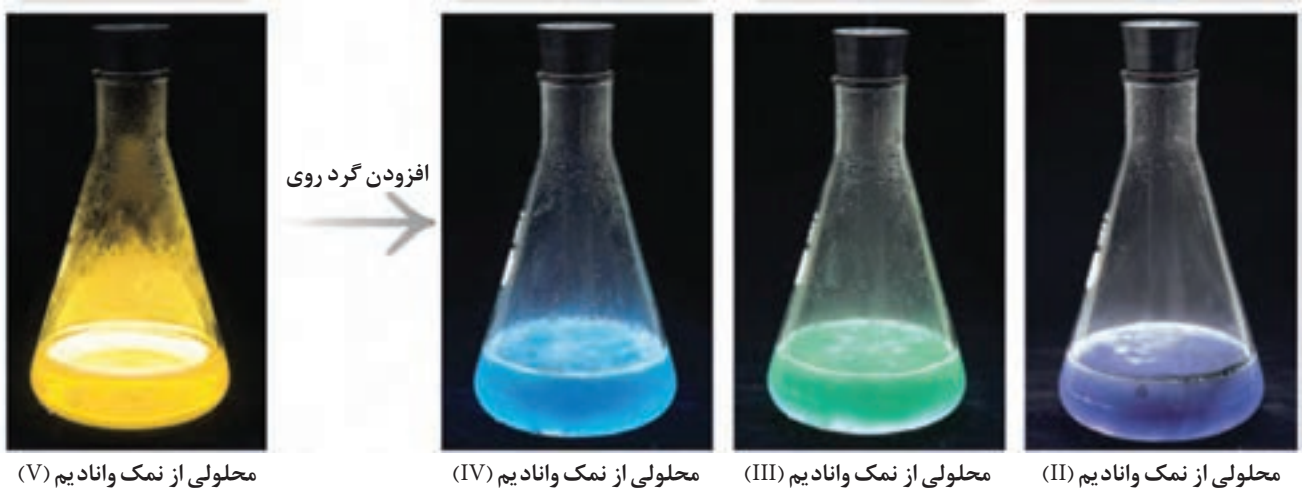 افزودن گرد روی
محلولی از نمک وانادیم (V)
محلولی از نمک وانادیم (IV)
محلولی از نمک وانادیم (III)
محلولی از نمک وانادیم (II)